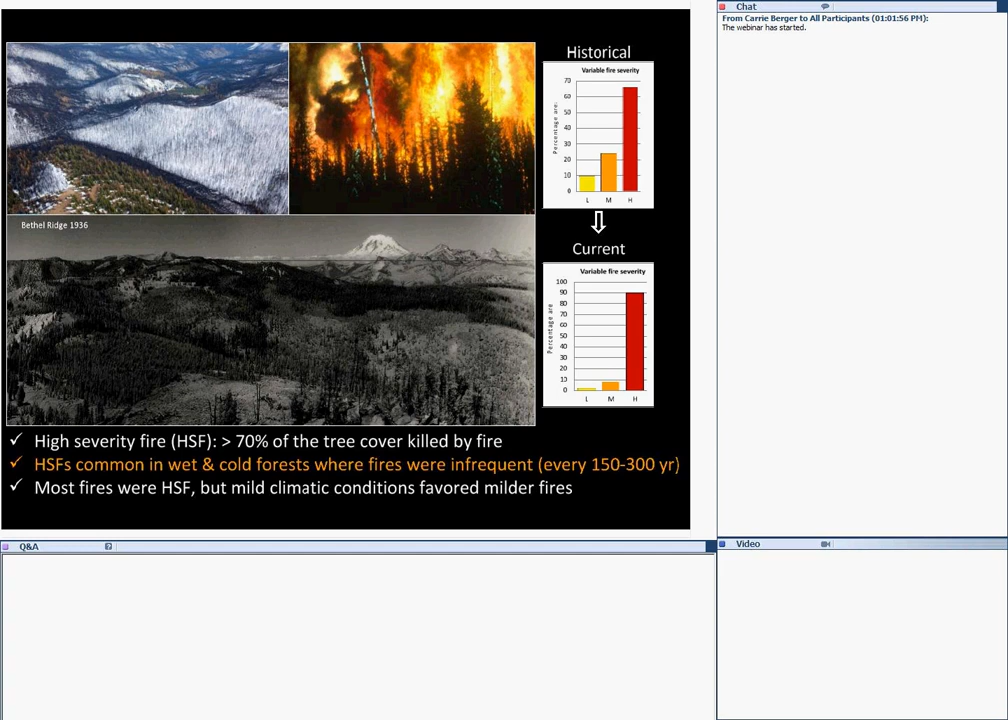 Chat
From Carrie Berger to All Participants (01:01:56 PM):
The webinar has started.
Historical
Variable fire severity
Percentage are
70
60
50
40
30
20
10
0
L M H
Bethel Ridge 1936
Current
Variable fire severity
Percentage are
100
90
80
70
60
50
40
30
20
10
0
L M H
✓ High severity fire (HSF): > 70% of the tree cover killed by fire
✓ HSFs common in wet & cold forests where fires were infrequent (every 150-300 yr)
✓ Most fires were HSF, but mild climatic conditions favored milder fires
Q&A
Video